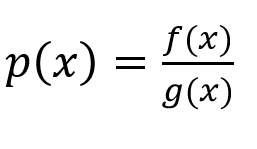 p(x) = f(x)/g(x)